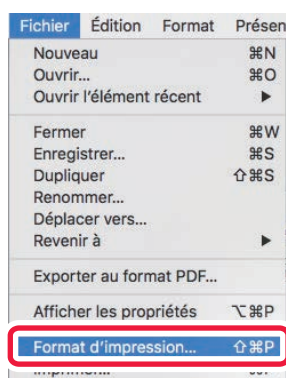 Fichier Édition Format Présen
Nouveau ⌘N
Ouvrir... ⌘O
Ouvrir l'élément récent ▶
Fermer ⌘W
Enregistrer... ⌘S
Dupliquer ⇧⌘S
Renommer...
Déplacer vers...
Revenir à ▶
Exporter au format PDF...
Afficher les propriétés ⌥⌘P
Format d'impression... ⇧⌘P